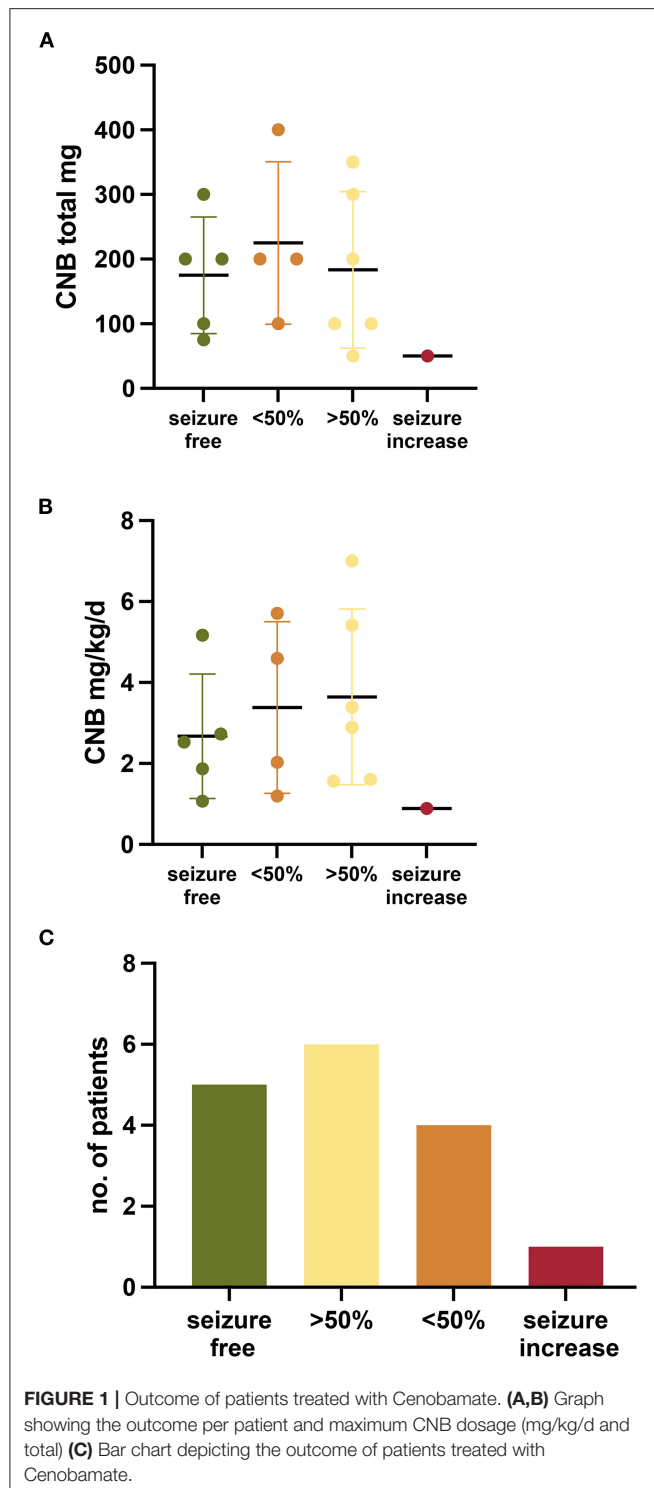 A
500
400
300
200
100
0
CNB total mg
seizure free
<50%
>50%
seizure increase
B
8
6
4
2
0
CNB mg/kg/d
seizure free
<50%
>50%
seizure increase
C
8
6
4
2
0
no. of patients
seizure free
>50%
<50%
seizure increase
FIGURE 1 | Outcome of patients treated with Cenobamate. (A,B) Graph
showing the outcome per patient and maximum CNB dosage (mg/kg/d and
total) (C) Bar chart depicting the outcome of patients treated with
Cenobamate.